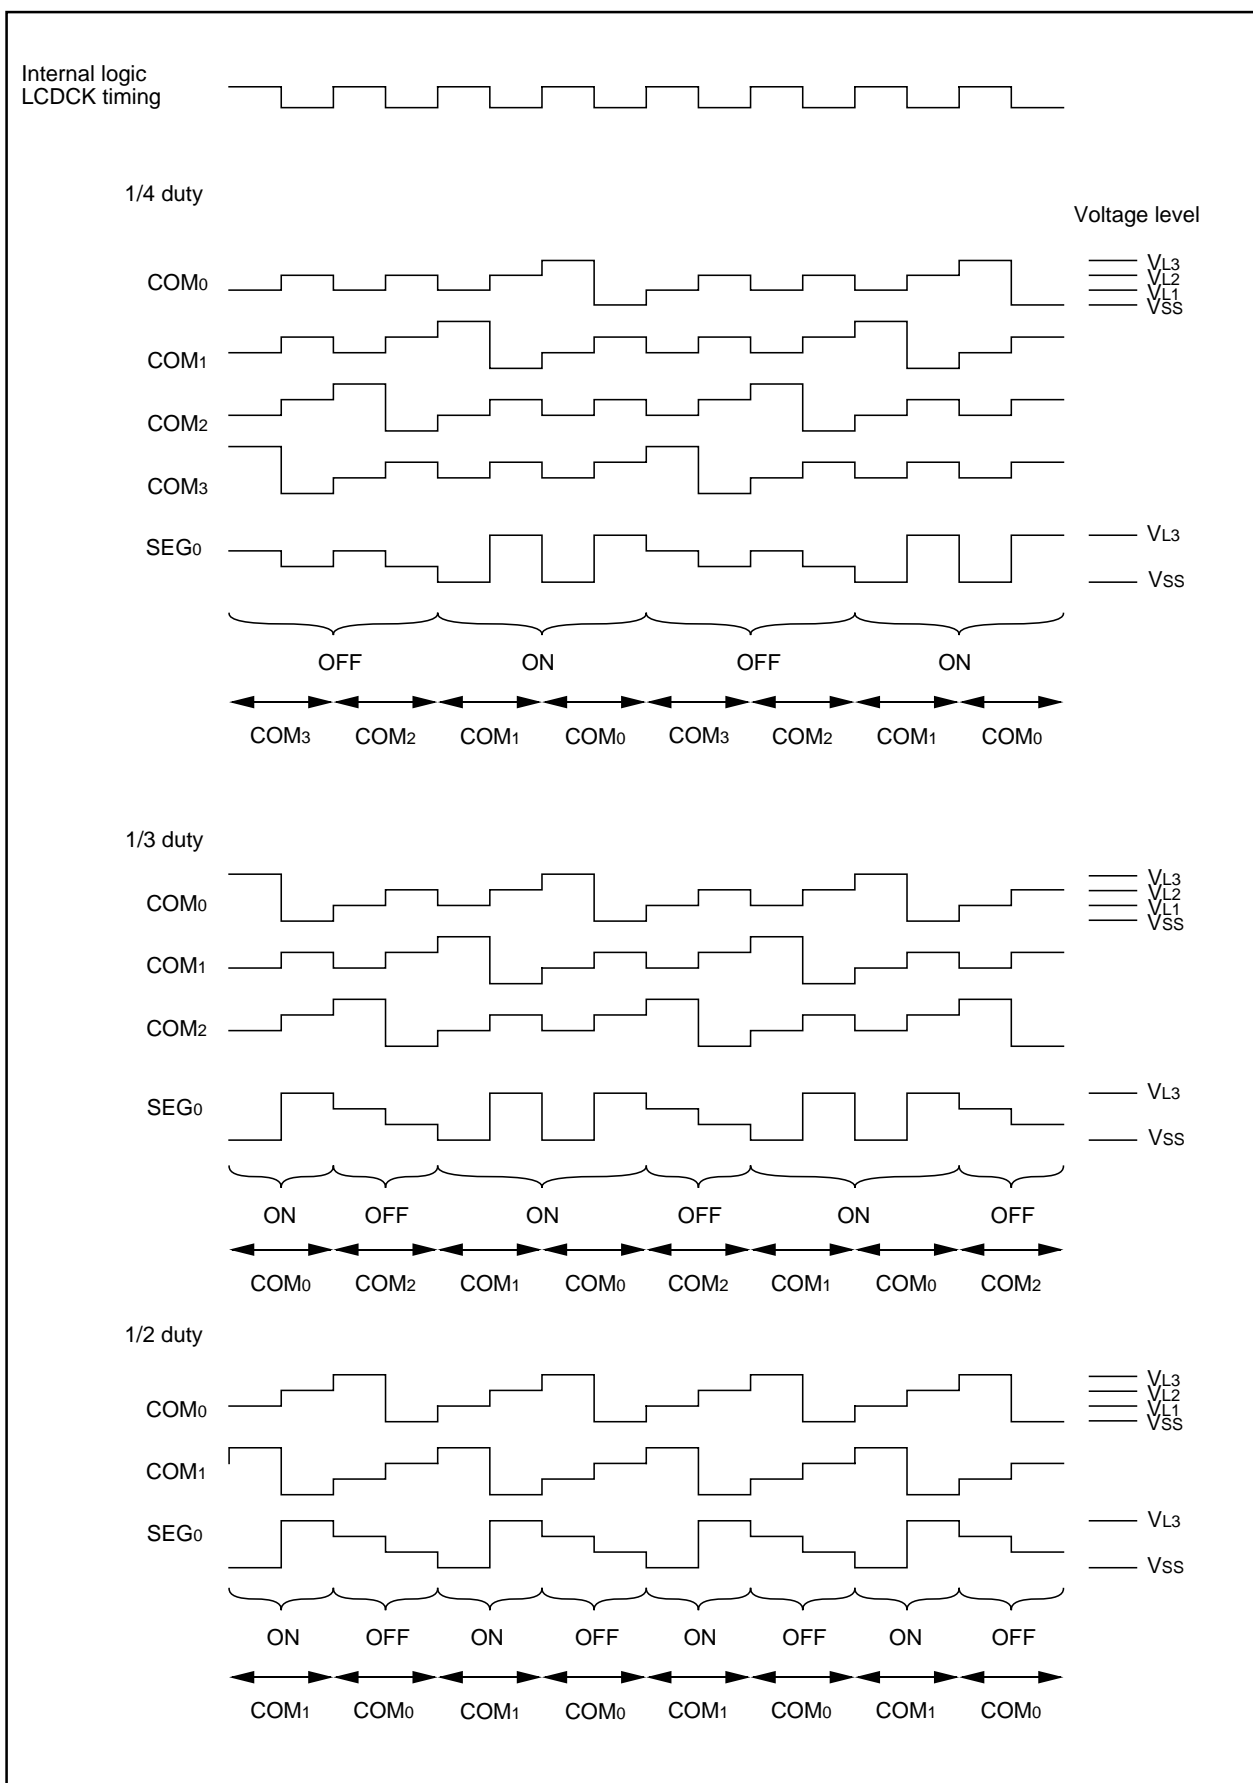 Internal logic
LCDCK timing
1/4 duty
Voltage level
COM0
VL3
VL2
VL1
VSS
COM1
COM2
COM3
SEG0
VL3
VSS
OFF ON OFF ON
COM3 COM2 COM1 COM0 COM3 COM2 COM1 COM0
1/3 duty
COM0
VL3
VL2
VL1
VSS
COM1
COM2
SEG0
VL3
VSS
ON OFF ON OFF ON OFF
COM0 COM2 COM1 COM0 COM2 COM1 COM0 COM2
1/2 duty
COM0
VL3
VL2
VL1
VSS
COM1
SEG0
VL3
VSS
ON OFF ON OFF ON OFF ON OFF
COM1 COM0 COM1 COM0 COM1 COM0 COM1 COM0